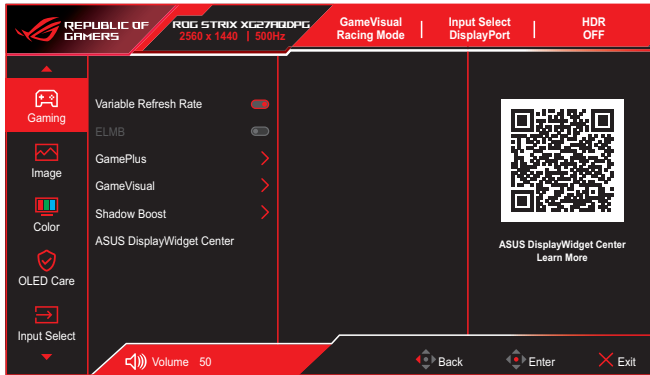 REPUBLIC OF
GAMERS
ROG STRIX XG27AQDPG
2560 x 1440 | 500Hz
GameVisual
Racing Mode
Input Select
DisplayPort
HDR
OFF
Gaming
Image
Color
OLED Care
Input Select
Variable Refresh Rate
ELMB
GamePlus
GameVisual
Shadow Boost
ASUS DisplayWidget Center
ASUS DisplayWidget Center
Learn More
Volume 50
Back
Enter
Exit